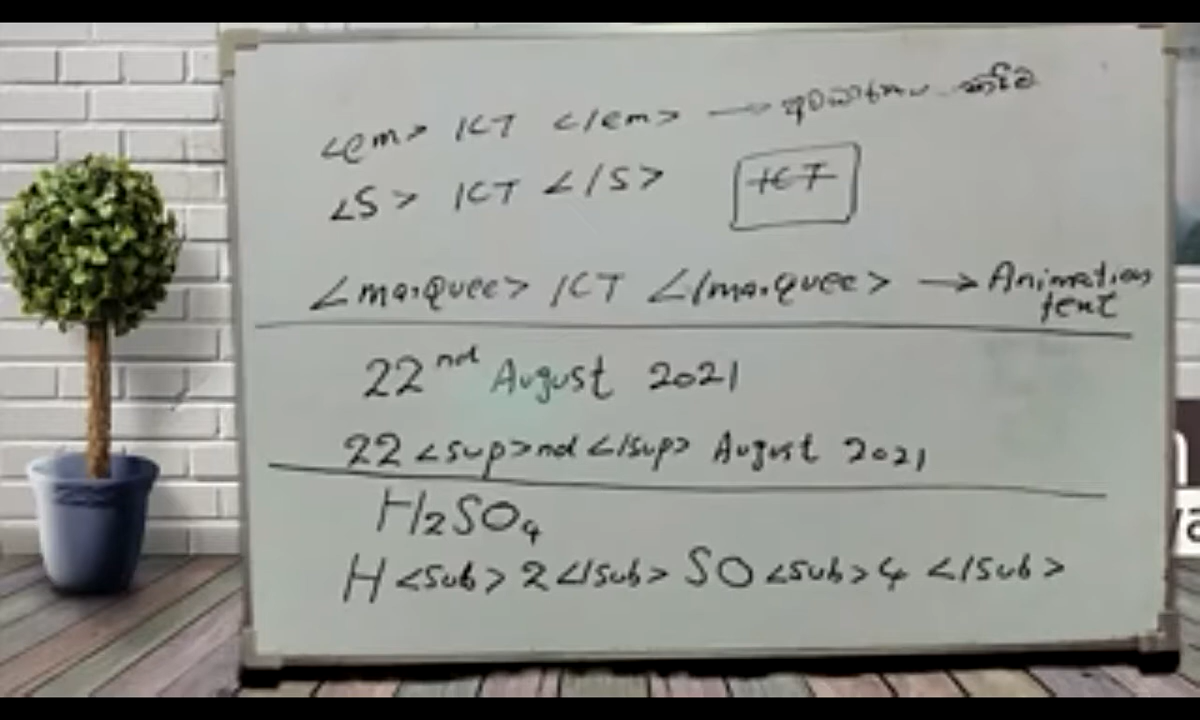 <em> ICT </em> →
<S> ICT </S> ICT
<marquee> ICT </marquee> → Animation text
22nd August 2021
22 <sup>nd </sup> August 2021
H₂SO₄
H <sub> 2 </sub> SO <sub> 4 </sub>